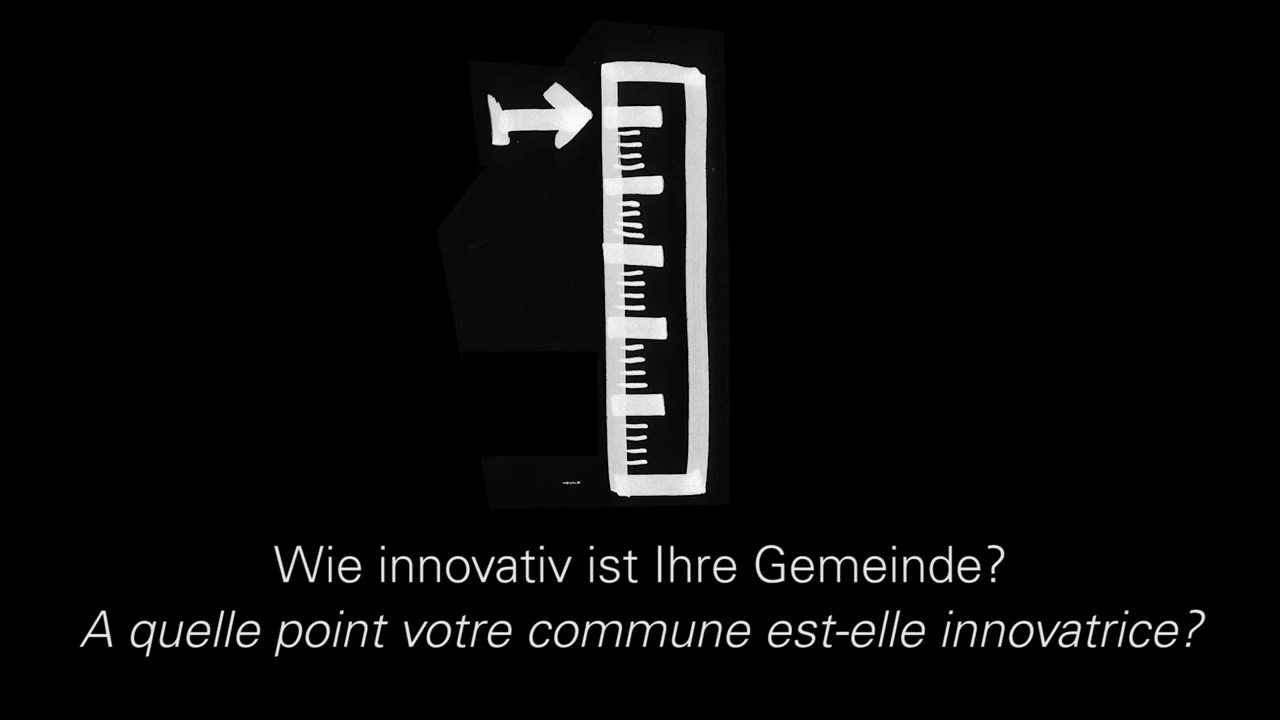 Wie innovativ ist Ihre Gemeinde?
A quelle point votre commune est-elle innovatrice?